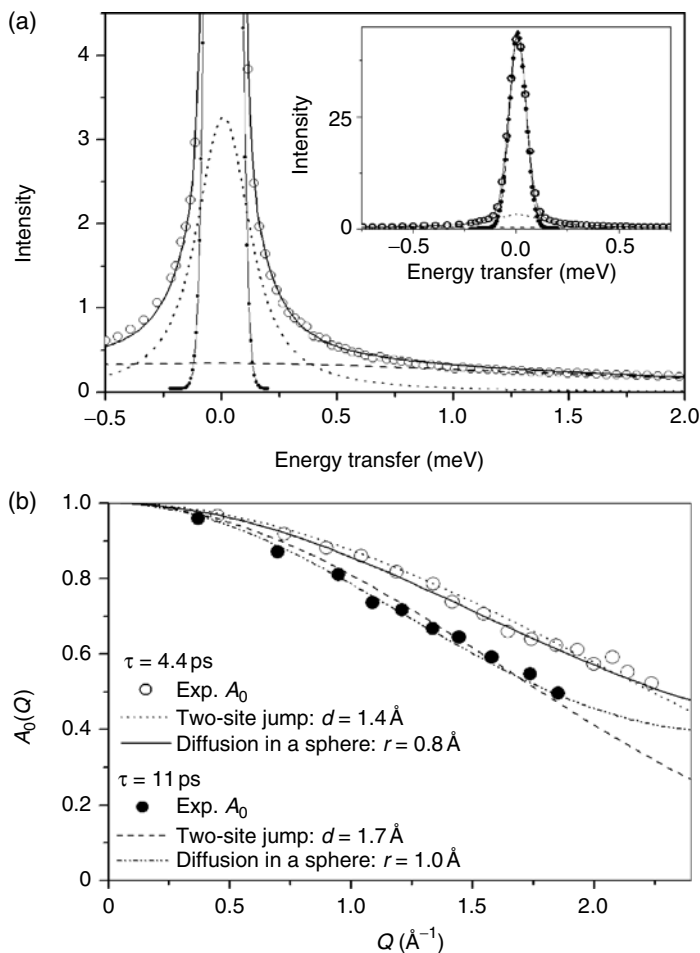 (a)
4
3
2
1
0
Intensity
−0.5
0.0
0.5
1.0
1.5
2.0
Energy transfer (meV)
25
0
Intensity
−0.5
0.0
0.5
Energy transfer (meV)
(b)
1.0
0.8
0.6
0.4
0.2
0
A₀(Q)
τ = 4.4 ps
Exp. A₀
Two-site jump: d = 1.4 Å
Diffusion in a sphere: r = 0.8 Å
τ = 11 ps
Exp. A₀
Two-site jump: d = 1.7 Å
Diffusion in a sphere: r = 1.0 Å
0
0.5
1.0
1.5
2.0
Q (Å⁻¹)